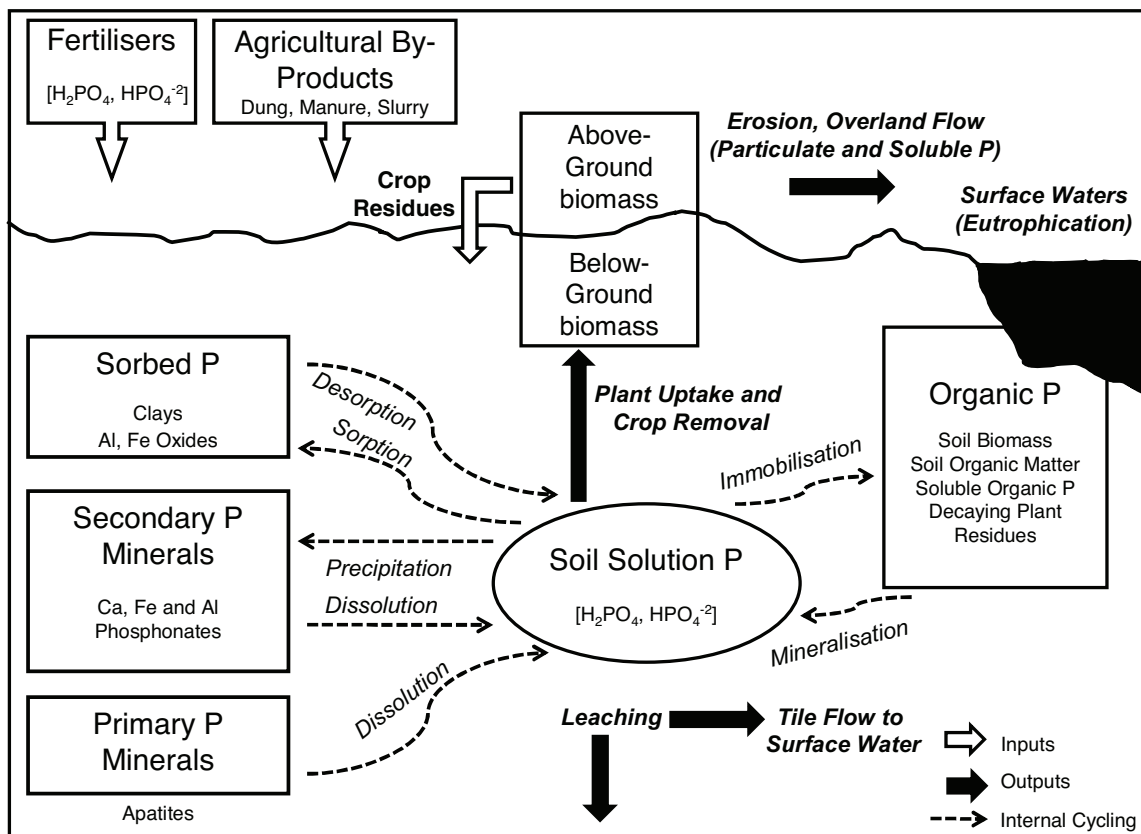 Fertilisers
[H₂PO₄, HPO₄⁻²]
Agricultural By-
Products
Dung, Manure, Slurry
Crop
Residues
Above-
Ground
biomass
Below-
Ground
biomass
Erosion, Overland Flow
(Particulate and Soluble P)
Surface Waters
(Eutrophication)
Sorbed P
Clays
Al, Fe Oxides
Desorption
Sorption
Plant Uptake and
Crop Removal
Immobilisation
Organic P
Soil Biomass
Soil Organic Matter
Soluble Organic P
Decaying Plant
Residues
Secondary P
Minerals
Ca, Fe and Al
Phosphonates
Precipitation
Dissolution
Soil Solution P
[H₂PO₄, HPO₄⁻²]
Mineralisation
Primary P
Minerals
Apatites
Dissolution
Leaching
Tile Flow to
Surface Water
Inputs
Outputs
Internal Cycling